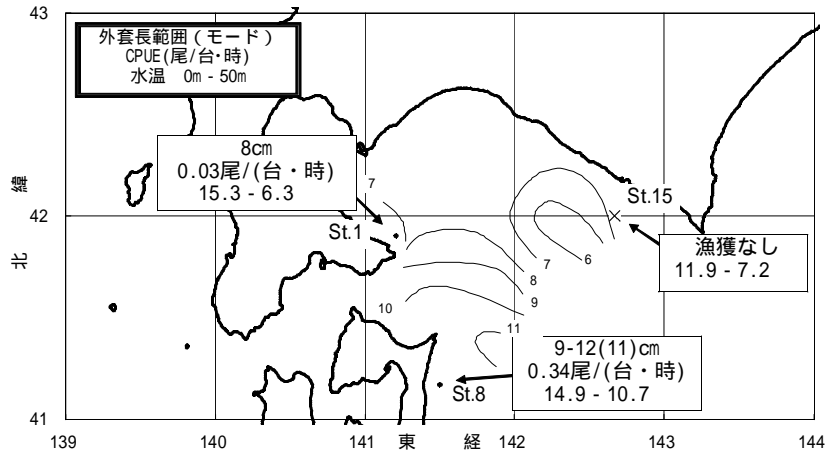 43
外套長範囲（モード）
CPUE(尾/台・時)
水温　0m - 50m
8㎝
0.03尾/(台・時)
15.3 - 6.3
7
緯
42
St.15
St.1
漁獲なし
11.9 - 7.2
7
6
8
北
9
10
11
9-12(11)㎝
0.34尾/(台・時)
14.9 - 10.7
St.8
41
139
140
141
東　経
142
143
144